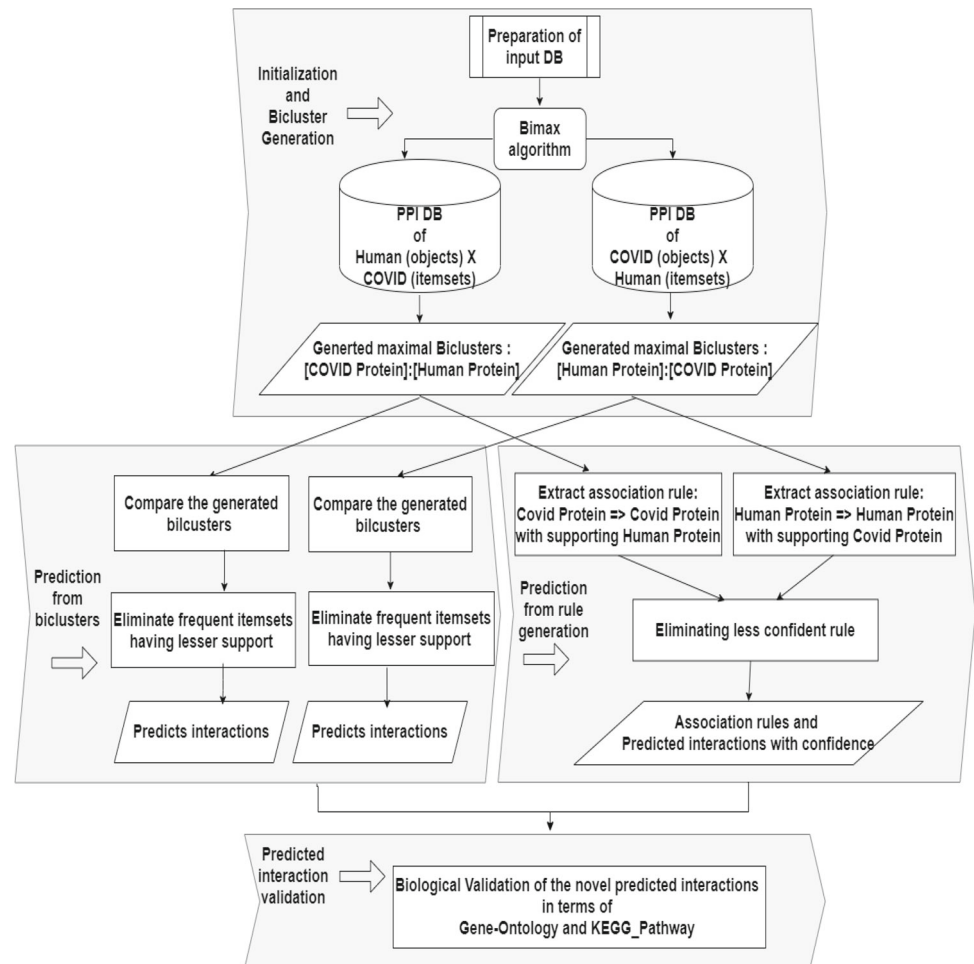 Preparation of
input DB
Initialization
and
Bicluster
Generation
Bimax
algorithm
PPI DB
of
Human (objects) X
COVID (itemsets)
PPI DB
of
COVID (objects) X
Human (itemsets)
Generted maximal Biclusters :
[COVID Protein]:[Human Protein]
Generated maximal Biclusters :
[Human Protein]:[COVID Protein]
Prediction
from
biclusters
Compare the generated
bilcusters
Compare the generated
bilcusters
Eliminate frequent itemsets
having lesser support
Eliminate frequent itemsets
having lesser support
Predicts interactions
Predicts interactions
Extract association rule:
Covid Protein => Covid Protein
with supporting Human Protein
Extract association rule:
Human Protein => Human Protein
with supporting Covid Protein
Prediction
from rule
generation
Eliminating less confident rule
Association rules and
Predicted interactions with confidence
Predicted
interaction
validation
Biological Validation of the novel predicted interactions
in terms of
Gene-Ontology and KEGG_Pathway